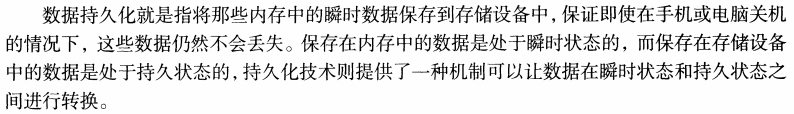 数据持久化就是指将那些内存中的瞬时数据保存到存储设备中，保证即使在手机或电脑关机
的情况下，这些数据仍然不会丢失。保存在内存中的数据是处于瞬时状态的，而保存在存储设备
中的数据是处于持久状态的，持久化技术则提供了一种机制可以让数据在瞬时状态和持久状态之
间进行转换。